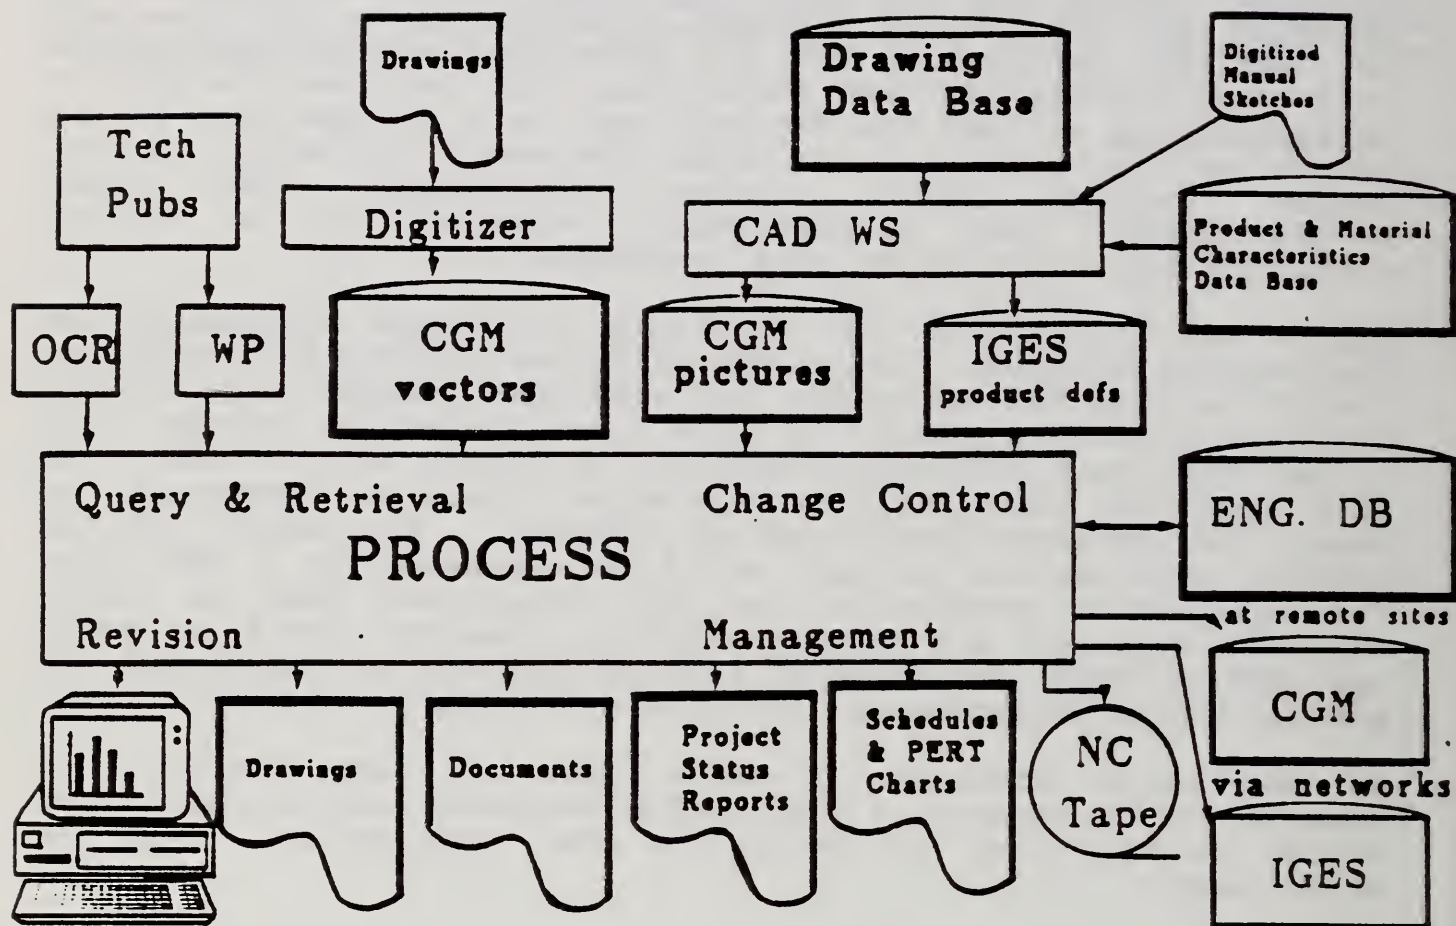 Drawings
Drawing
Data Base
Digitized
Manual
Sketches
Tech
Pubs
Digitizer
CAD WS
Product & Material
Characteristics
Data Base
OCR
WP
CGM
vectors
CGM
pictures
IGES
product defs
Query & Retrieval
Change Control
PROCESS
Revision
Management
ENG. DB
at remote sites
CGM
via networks
IGES
Drawings
Documents
Project
Status
Reports
Schedules
& PERT
Charts
NC
Tape